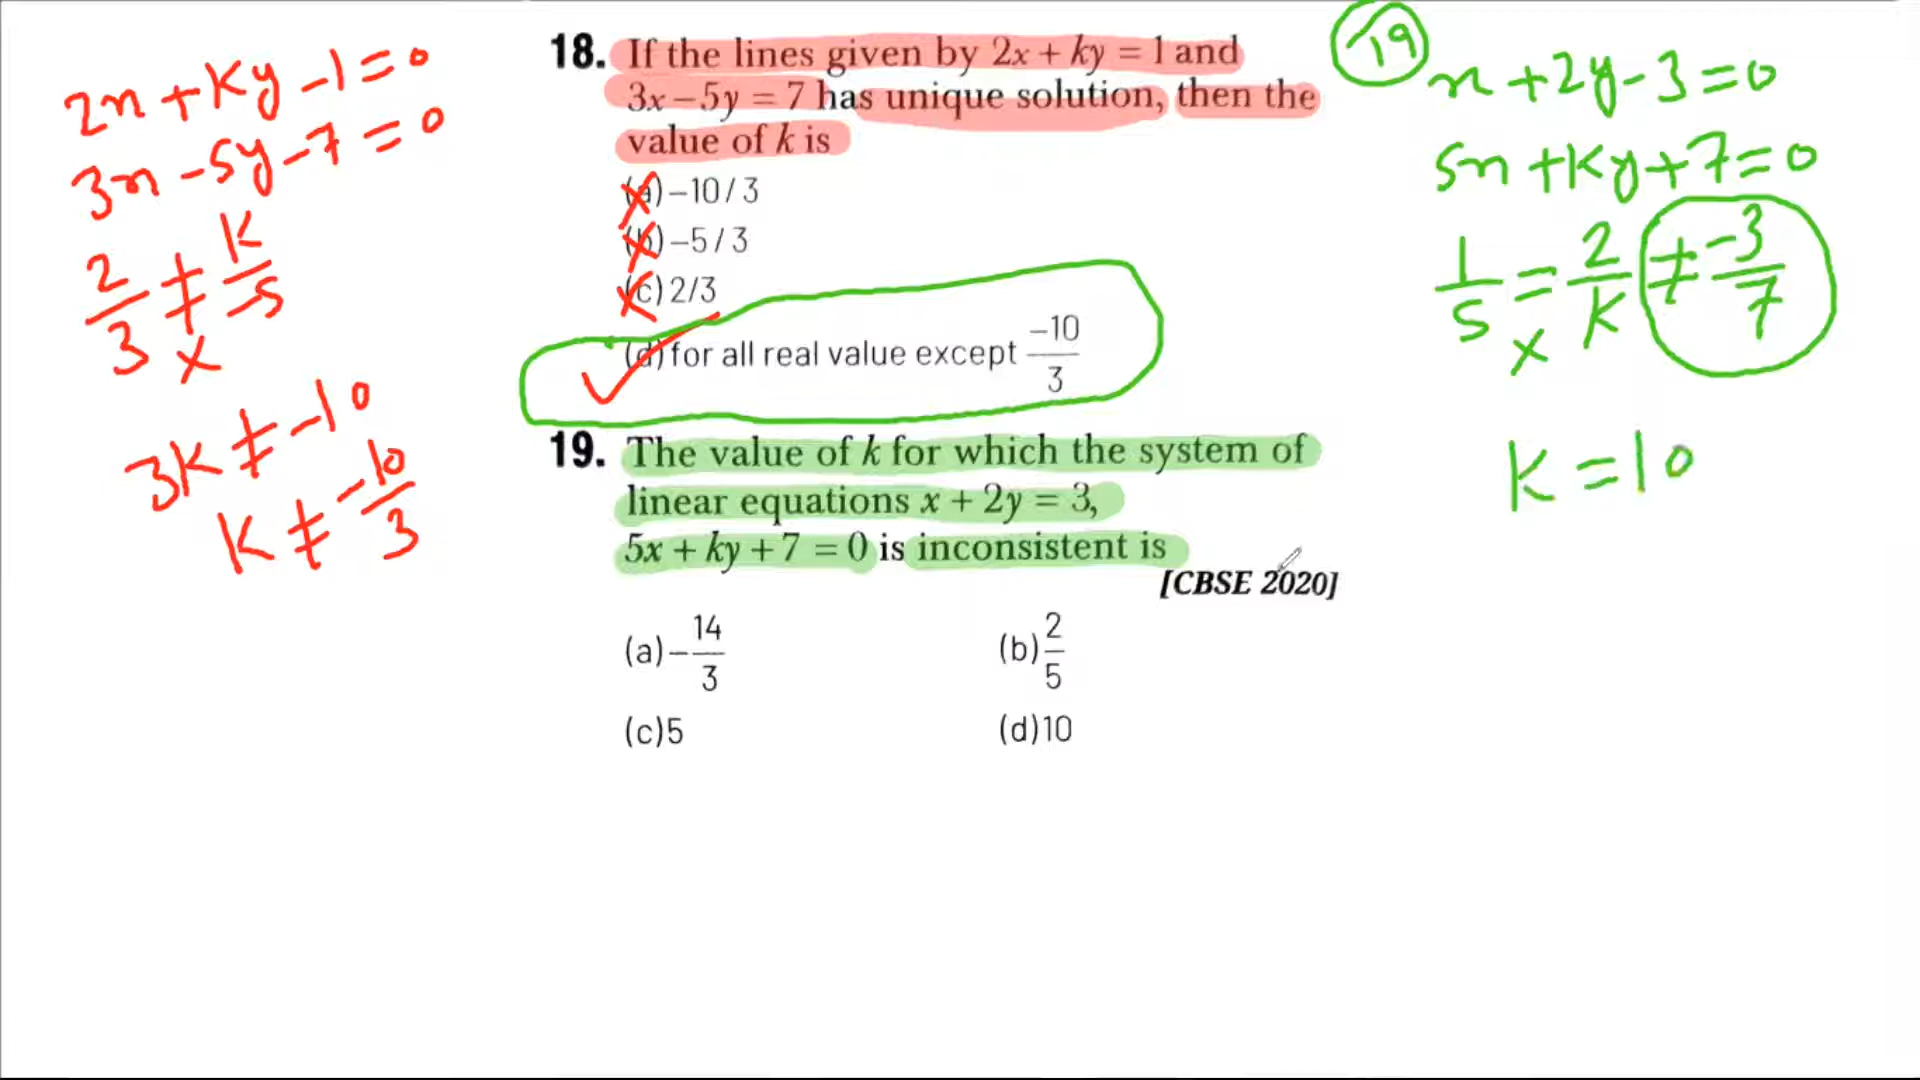 2x + ky - 1 = 0
3x - 5y - 7 = 0
2/3 ≠ k/-5
x
3k ≠ -10
k ≠ -10/3
18. If the lines given by 2x + ky = 1 and
3x – 5y = 7 has unique solution, then the
value of k is
(a) –10/3
(b) –5/3
(c) 2/3
(d) for all real value except –10/3
19. The value of k for which the system of
linear equations x + 2y = 3,
5x + ky + 7 = 0 is inconsistent is
[CBSE 2020]
(a) –14/3 (b) 2/5
(c) 5 (d) 10
19
x + 2y - 3 = 0
5x + ky + 7 = 0
1/5 = 2/k ≠ -3/7
x
k = 10